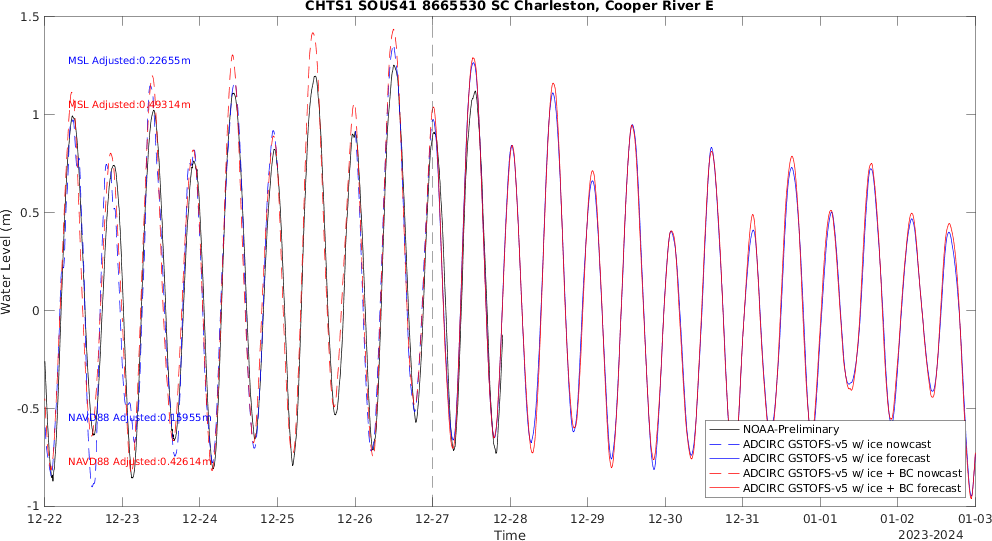 CHTS1 SOUS41 8665530 SC Charleston, Cooper River E
1.5
1
0.5
0
-0.5
-1
Water Level (m)
MSL Adjusted:0.22655m
MSL Adjusted:0.49314m
NAVD88 Adjusted:0.15955m
NAVD88 Adjusted:0.42614m
NOAA-Preliminary
ADCIRC GSTOFS-v5 w/ ice nowcast
ADCIRC GSTOFS-v5 w/ ice forecast
ADCIRC GSTOFS-v5 w/ ice + BC nowcast
ADCIRC GSTOFS-v5 w/ ice + BC forecast
12-22 12-23 12-24 12-25 12-26 12-27 12-28 12-29 12-30 12-31 01-01 01-02 01-03
Time
2023-2024